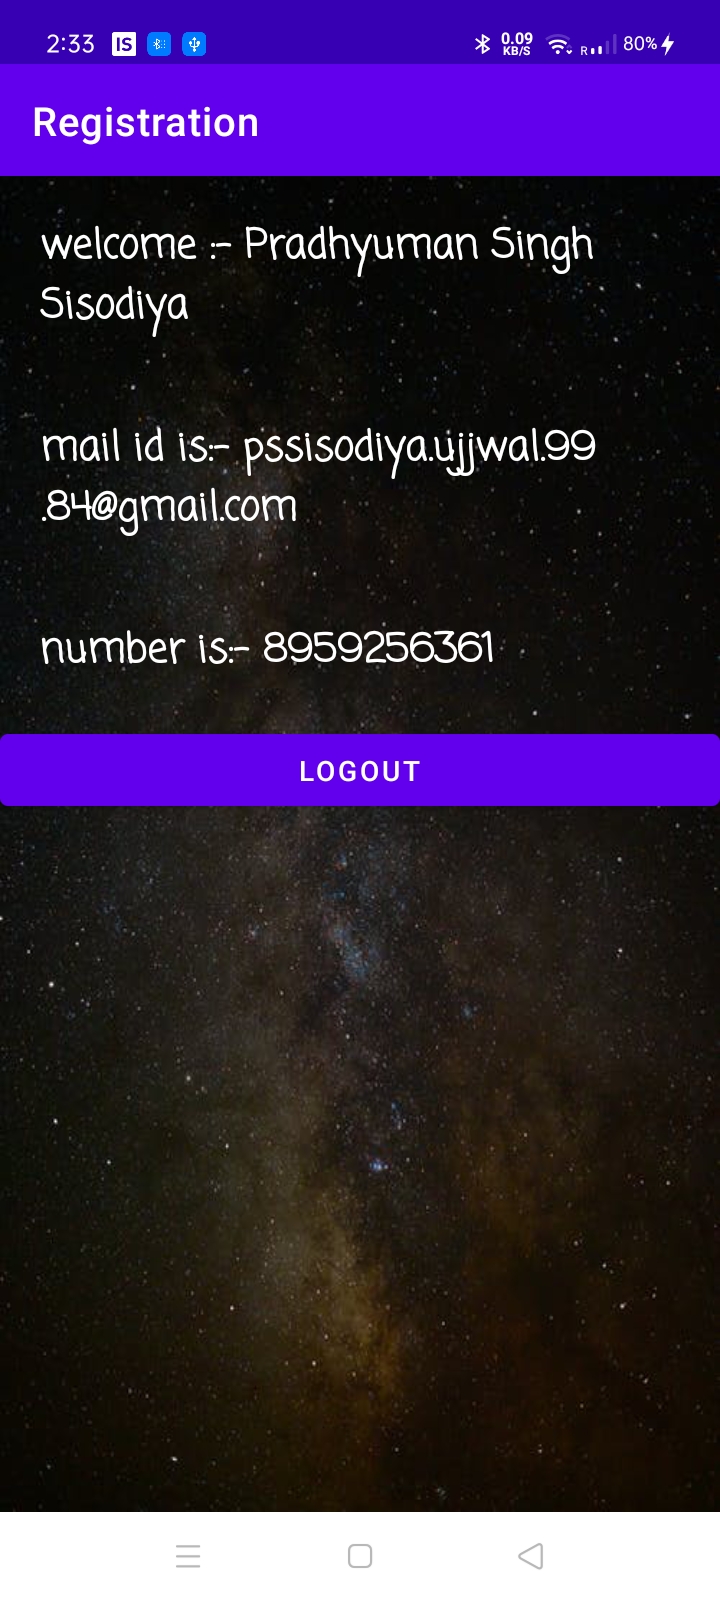 2:33 IS 0.09 KB/S R 80%
Registration
welcome :- Pradhyuman Singh
Sisodiya
mail id is:- pssisodiya.ujjwal.99
.84@gmail.com
number is:- 8959256361
LOGOUT